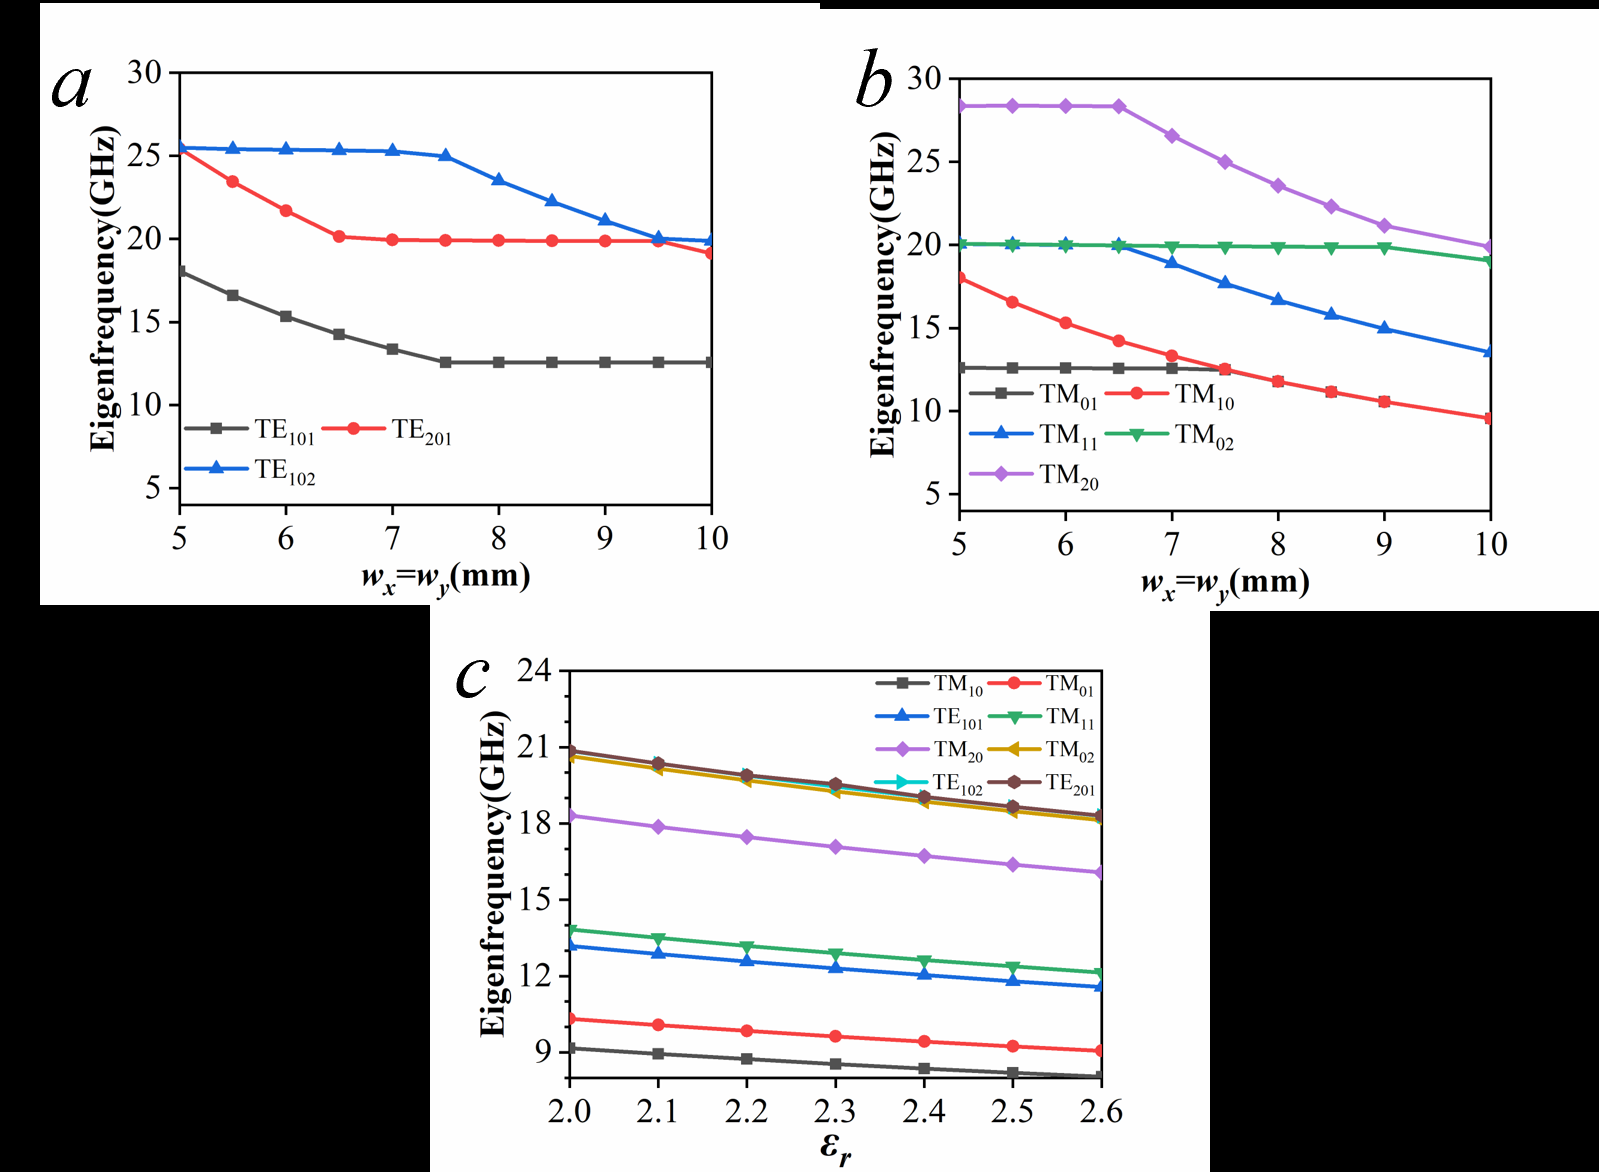 a
30
25
20
15
10
5
Eigenfrequency(GHz)
TE101 TE201
TE102
5 6 7 8 9 10
wx=wy(mm)
b
30
25
20
15
10
5
Eigenfrequency(GHz)
TM01 TM10
TM11 TM02
TM20
5 6 7 8 9 10
wx=wy(mm)
c
24
21
18
15
12
9
Eigenfrequency(GHz)
TM10 TM01
TE101 TM11
TM20 TM02
TE102 TE201
2.0 2.1 2.2 2.3 2.4 2.5 2.6
εr